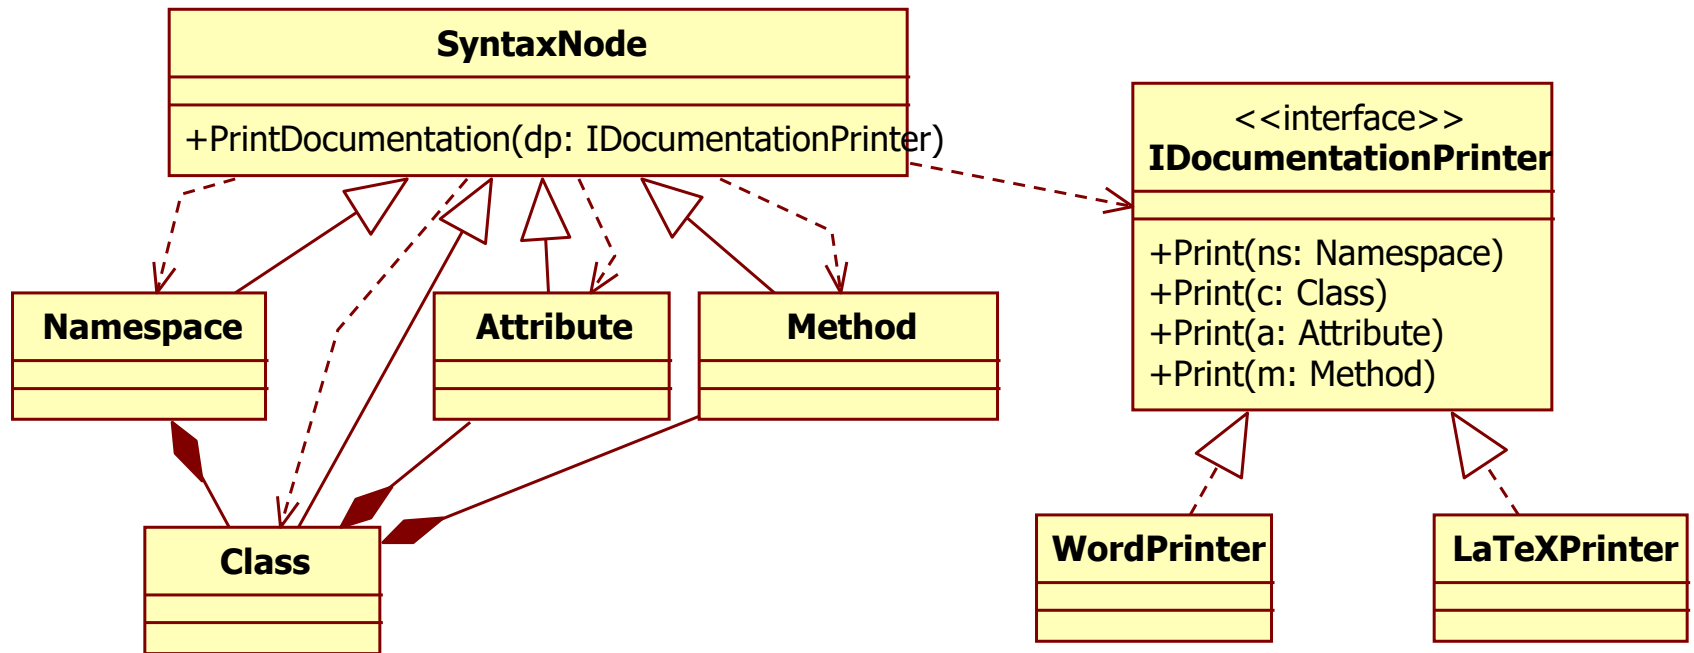 SyntaxNode
+PrintDocumentation(dp: IDocumentationPrinter)
<<interface>>
IDocumentationPrinter
+Print(ns: Namespace)
+Print(c: Class)
+Print(a: Attribute)
+Print(m: Method)
Namespace
Attribute
Method
Class
WordPrinter
LaTeXPrinter